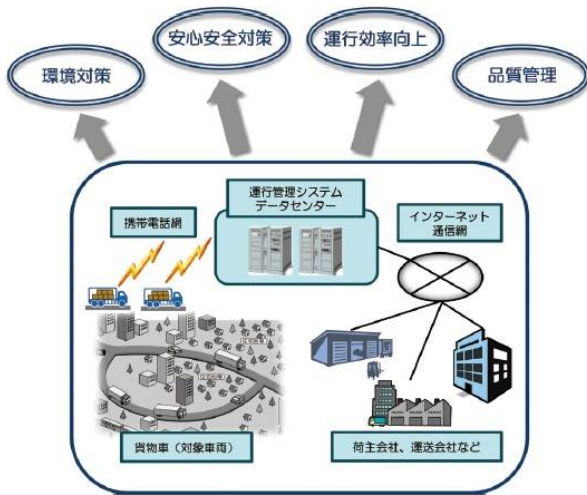 環境対策
安心安全対策
運行効率向上
品質管理
運行管理システム
データセンター
携帯電話網
インターネット
通信網
貨物車（対象車両）
荷主会社、運送会社など